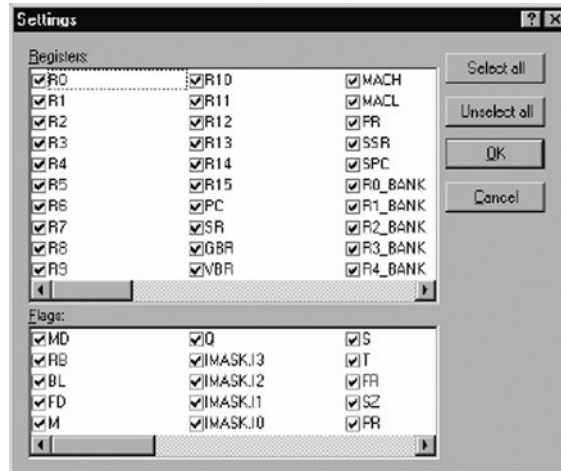 Settings
Registers:
R0 R10 MACH
R1 R11 MACL
R2 R12 PR
R3 R13 SSR
R4 R14 SPC
R5 R15 R0_BANK
R6 PC R1_BANK
R7 SR R2_BANK
R8 GBR R3_BANK
R9 VBR R4_BANK
Select all
Unselect all
OK
Cancel
Flags:
MD Q S
RB IMASK.I3 T
BL IMASK.I2 FR
FD IMASK.I1 SZ
M IMASK.I0 PR